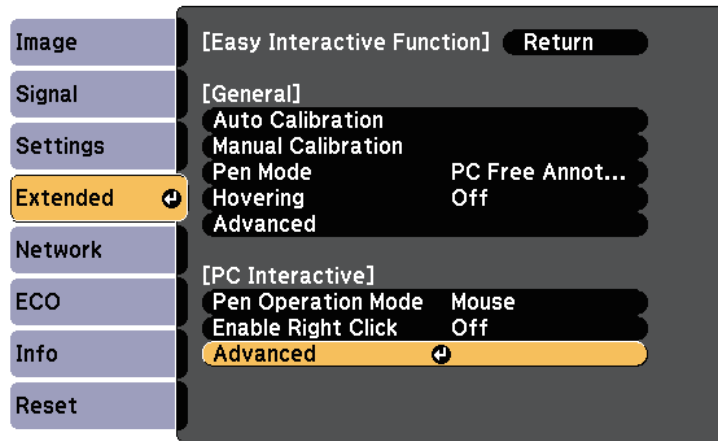 Image
Signal
Settings
Extended
Network
ECO
Info
Reset
[Easy Interactive Function] Return
[General]
Auto Calibration
Manual Calibration
Pen Mode PC Free Annot...
Hovering Off
Advanced
[PC Interactive]
Pen Operation Mode Mouse
Enable Right Click Off
Advanced